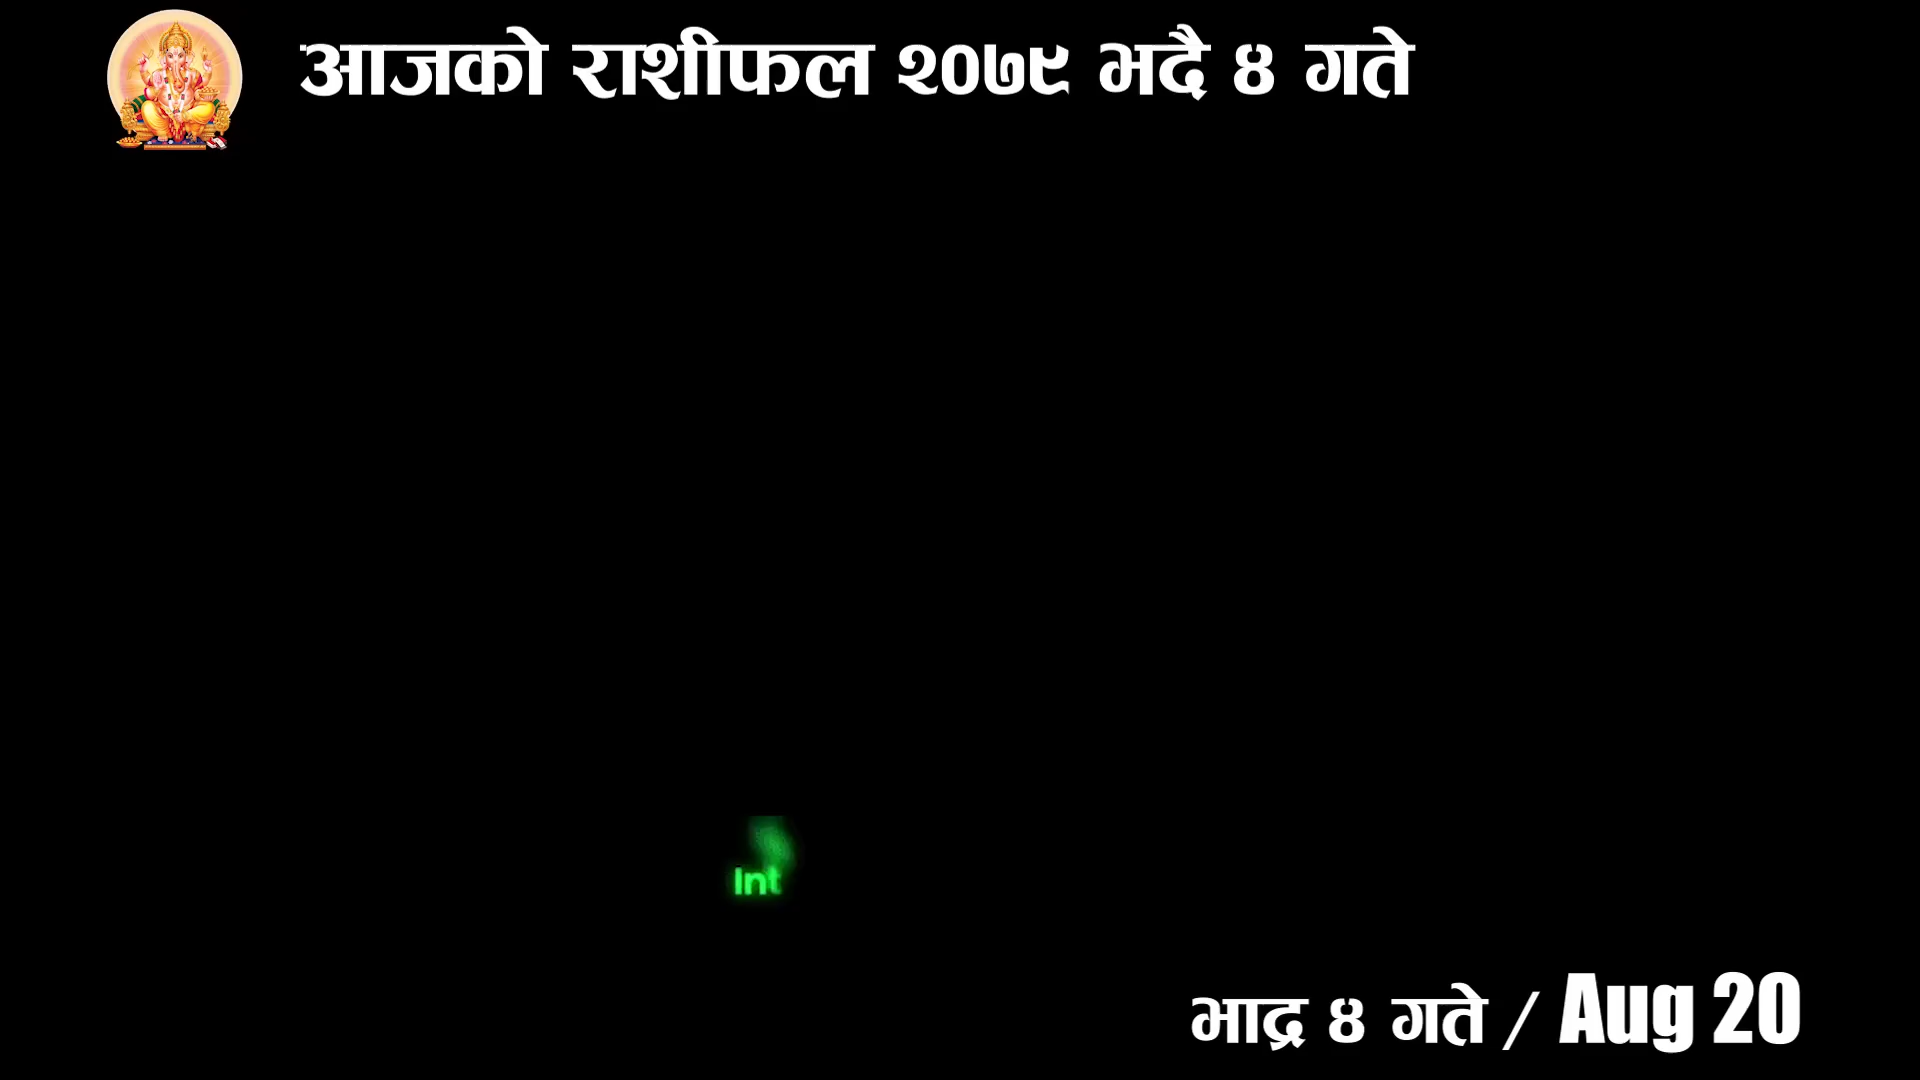 आजको राशीफल २०७९ भदै ४ गते
Int
भाद्र ४ गते / Aug 20